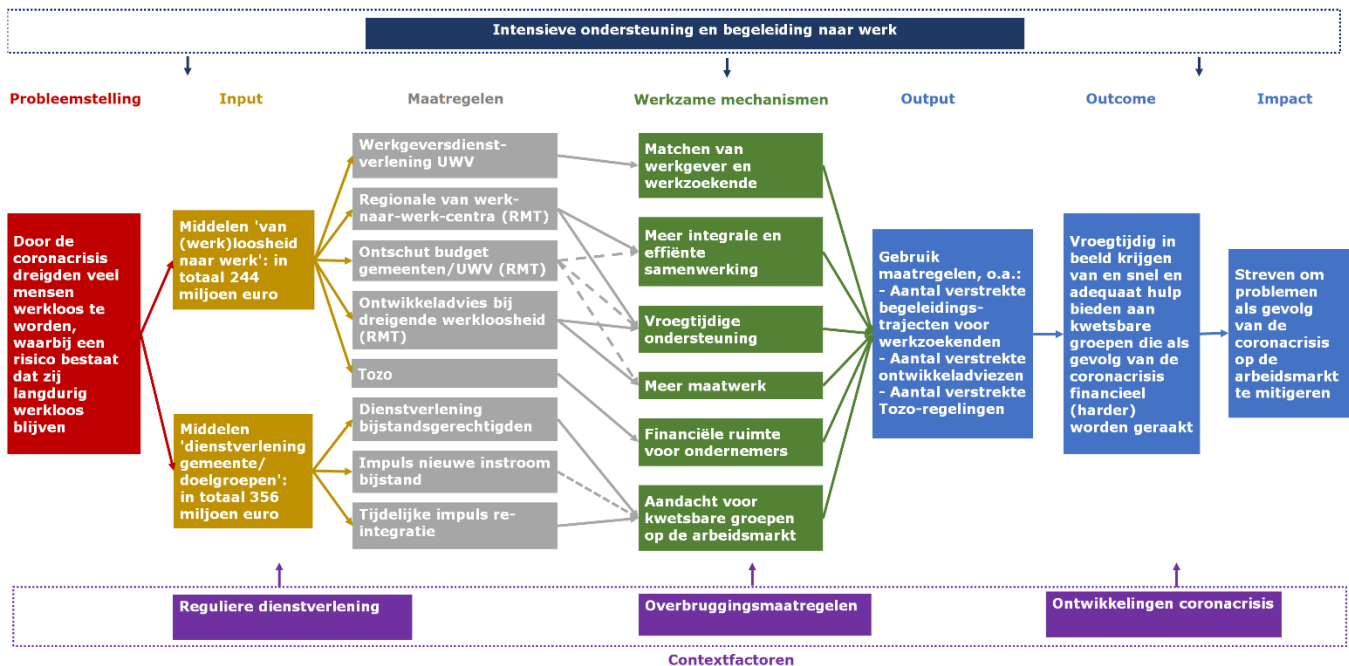 Intensieve ondersteuning en begeleiding naar werk
Probleemstelling
Input
Maatregelen
Werkzame mechanismen
Output
Outcome
Impact
Door de
coronacrisis
dreigden veel
mensen
werkloos te
worden,
waarbij een
risico bestaat
dat zij
langdurig
werkloos
blijven
Middelen 'van
(werk)loosheid
naar werk': in
totaal 244
miljoen euro
Middelen
'dienstverlening
gemeente/
doelgroepen':
in totaal 356
miljoen euro
Werkgeversdienst-
verlening UWV
Regionale van werk-
naar-werk-centra (RMT)
Ontschut budget
gemeenten/UWV (RMT)
Ontwikkeladvies bij
dreigende werkloosheid
(RMT)
Tozo
Dienstverlening
bijstandsgerechtigden
Impuls nieuwe instroom
bijstand
Tijdelijke impuls re-
integratie
Matchen van
werkgever en
werkzoekende
Meer integrale en
effiënte
samenwerking
Vroegtijdige
ondersteuning
Meer maatwerk
Financiële ruimte
voor ondernemers
Aandacht voor
kwetsbare groepen
op de arbeidsmarkt
Gebruik
maatregelen, o.a.:
- Aantal verstrekte
begeleidings-
trajecten voor
werkzoekenden
- Aantal verstrekte
ontwikkeladviezen
- Aantal verstrekte
Tozo-regelingen
Vroegtijdig in
beeld krijgen
van en snel en
adequaat hulp
bieden aan
kwetsbare
groepen die als
gevolg van de
coronacrisis
financieel
(harder)
worden geraakt
Streven om
problemen
als gevolg
van de
coronacrisis
op de
arbeidsmarkt
te mitigeren
Reguliere dienstverlening
Overbruggingsmaatregelen
Ontwikkelingen coronacrisis
Contextfactoren